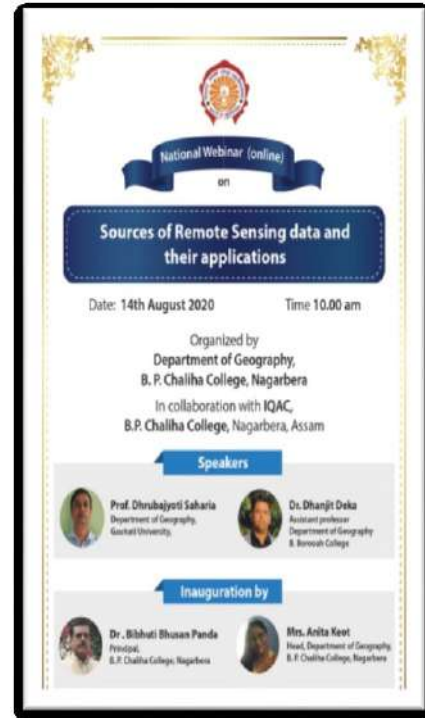 National Webinar (online)
on
Sources of Remote Sensing data and
their applications
Date: 14th August 2020 Time 10.00 am
Organized by
Department of Geography,
B. P. Chaliha College, Nagarbera
In collaboration with IQAC,
B.P. Chaliha College, Nagarbera, Assam
Speakers
Prof. Dhrubajyoti Saharia
Department of Geography,
Gauhati University,
Dr. Dhanjit Deka
Assistant professor
Department of Geography
B. Borooah College
Inauguration by
Dr. Bibhuti Bhusan Panda
Principal,
B. P. Chaliha College, Nagarbera
Mrs. Anita Keot
Head, Department of Geography,
B. P. Chaliha College, Nagarbera